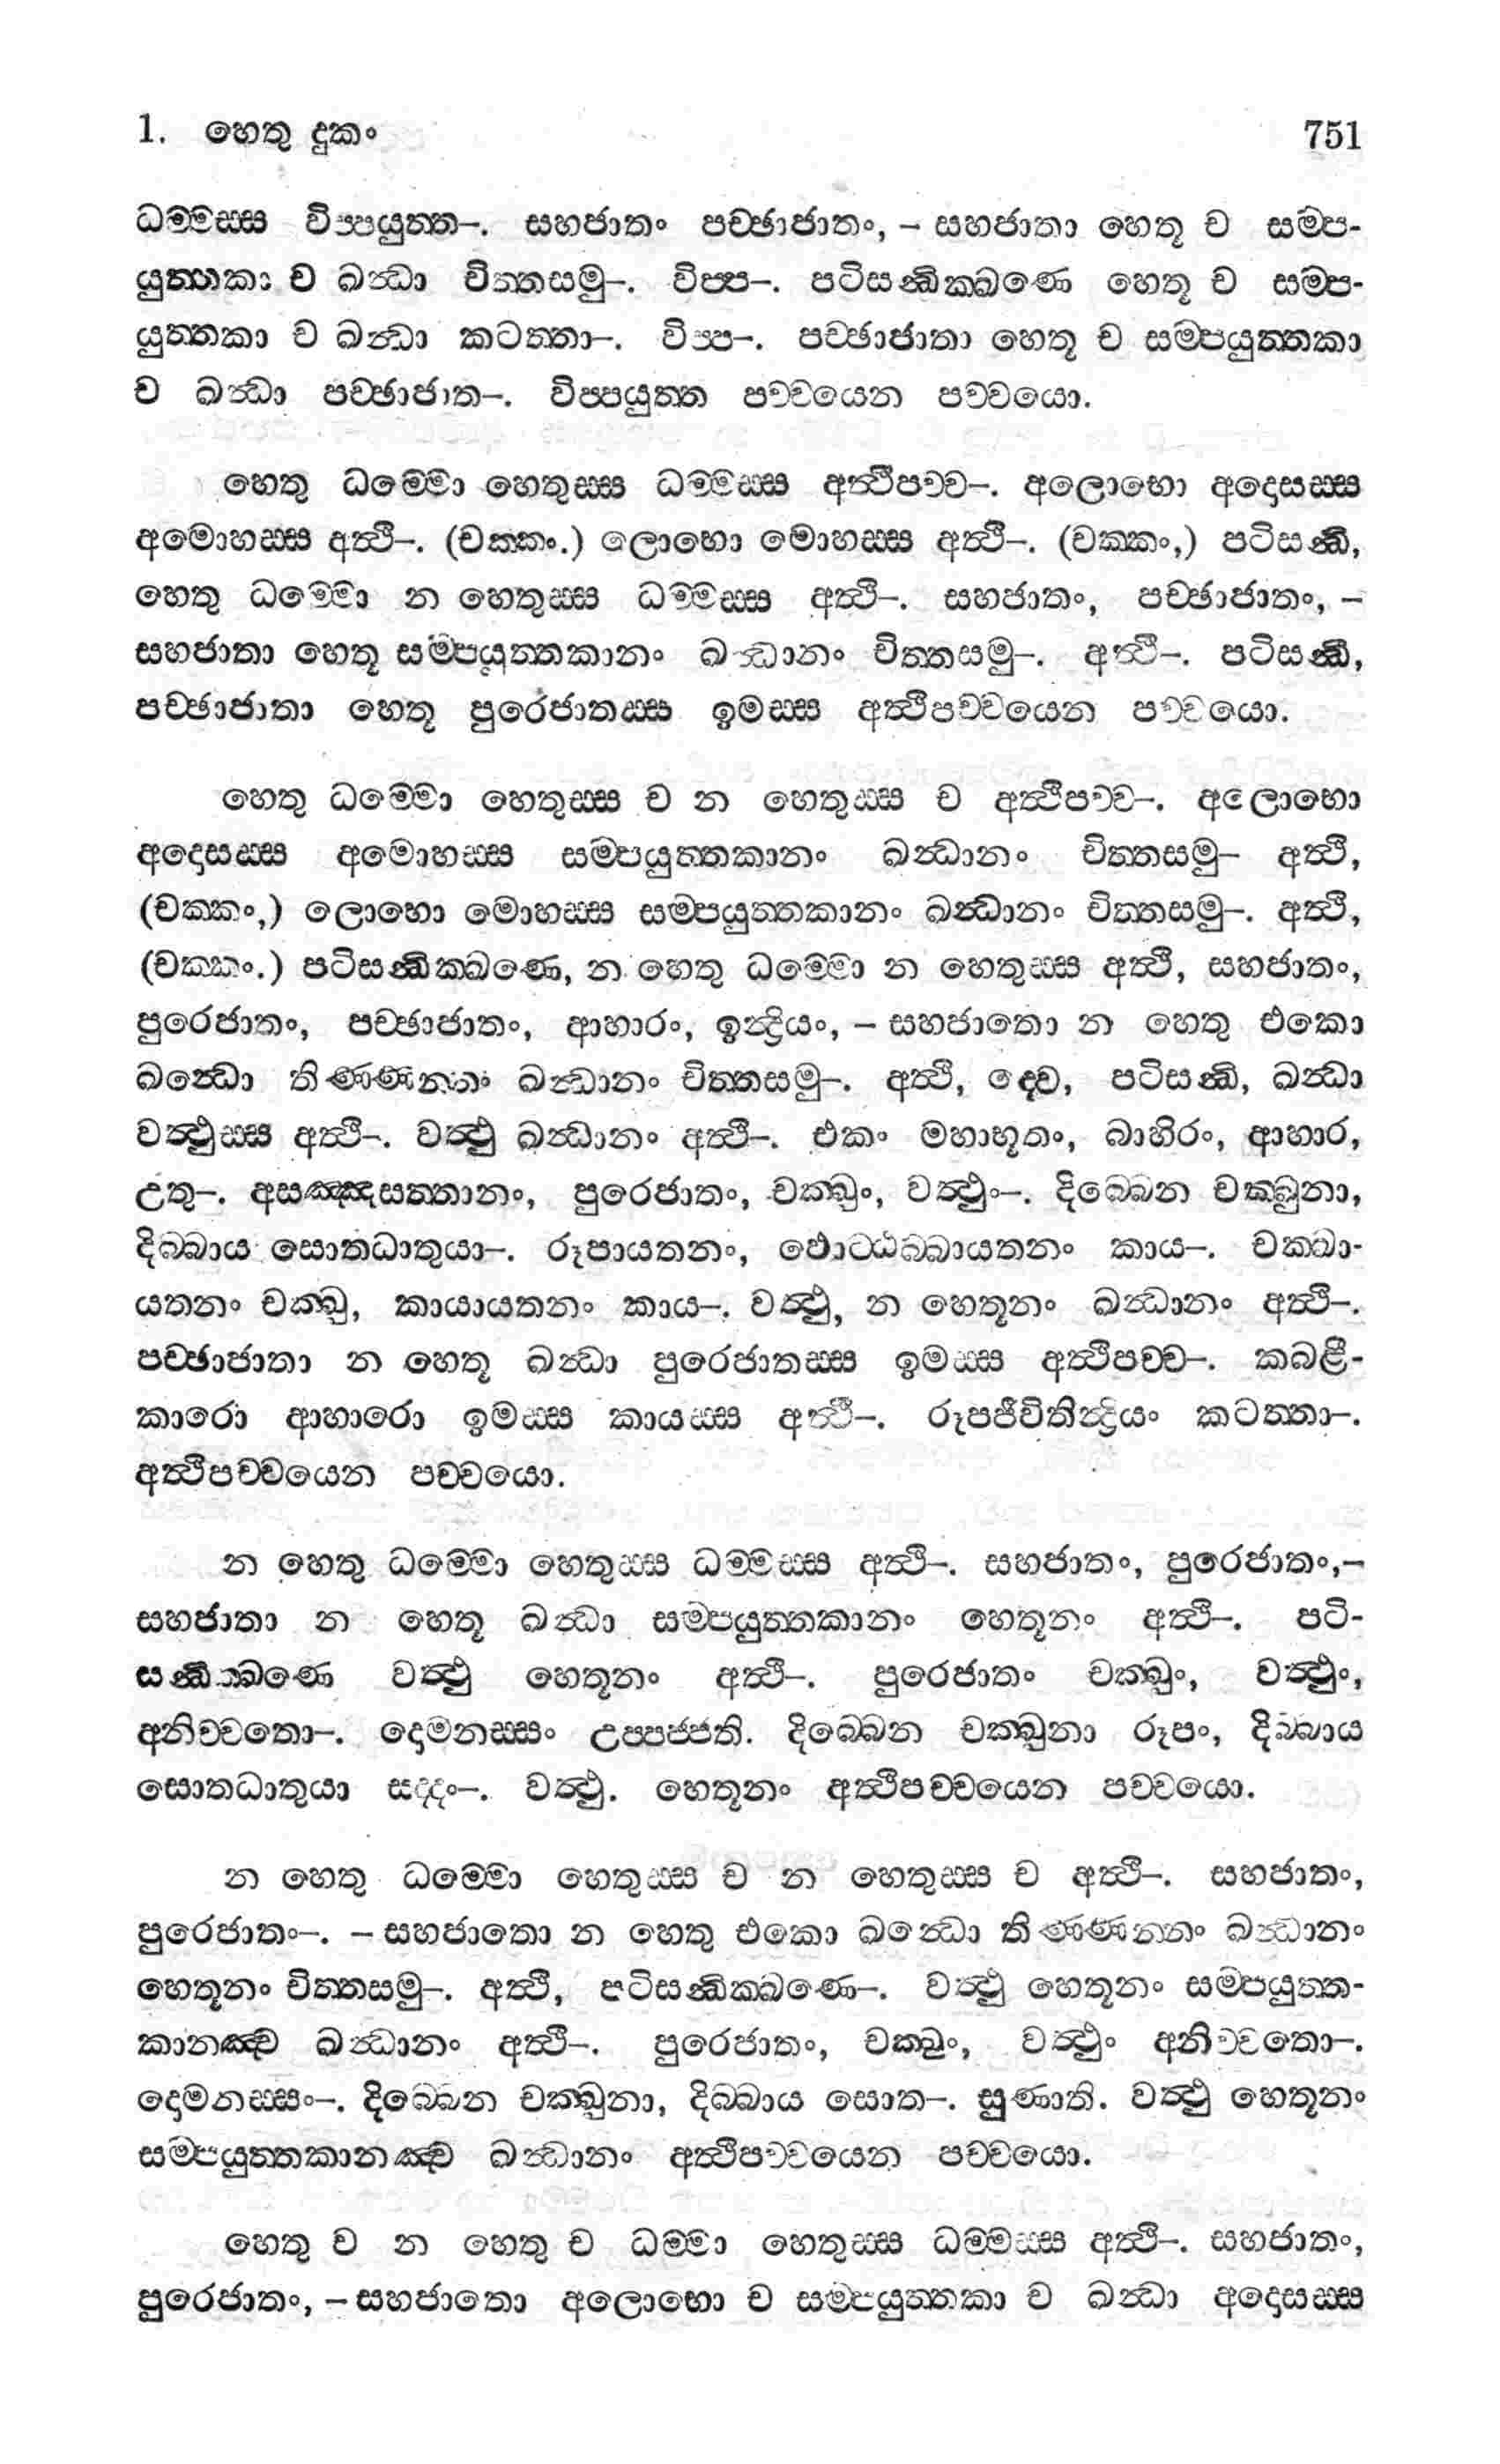 1. හෙතු දුකං 751
ධම්මස්ස විප්පයුත්ත–. සහජාතං පච්ඡාජාතං, – සහජාතා හෙතූ ච සම්ප-
යුත්තකා ච ඛන්ධා චිත්තසමු–. විප්ප–. පටිසන්ධික්ඛණෙ හෙතූ ච සම්ප-
යුත්තකා ච ඛන්ධා කටත්තා–. විප්ප–. පච්ඡාජාතා හෙතූ ච සම්පයුත්තකා
ච ඛන්ධා පච්ඡාජාත–. විප්පයුත්ත පච්චයෙන පච්චයො.
හෙතු ධම්මො හෙතුස්ස ධම්මස්ස අත්ථිපච්ච–. අලොභො අදොසස්ස
අමොහස්ස අත්ථි–. (චක්කං.) ලොභො මොහස්ස අත්ථි–. (චක්කං,) පටිසන්ධි,
හෙතු ධම්මො න හෙතුස්ස ධම්මස්ස අත්ථි–. සහජාතං, පච්ඡාජාතං, –
සහජාතා හෙතූ සම්පයුත්තකානං ඛන්ධානං චිත්තසමු–. අත්ථි–. පටිසන්ධි,
පච්ඡාජාතා හෙතූ පුරෙජාතස්ස ඉමස්ස අත්ථිපච්චයෙන පච්චයො.
හෙතු ධම්මො හෙතුස්ස ච න හෙතුස්ස ච අත්ථිපච්ච–. අලොභො
අදොසස්ස අමොහස්ස සම්පයුත්තකානං ඛන්ධානං චිත්තසමු– අත්ථි,
(චක්කං,) ලොහො මොහස්ස සම්පයුත්තකානං ඛන්ධානං චිත්තසමු–. අත්ථි,
(චක්කං.) පටිසන්ධික්ඛණෙ, න හෙතු ධම්මො න හෙතුස්ස අත්ථි, සහජාතං,
පුරෙජාතං, පච්ඡාජාතං, ආහාරං, ඉන්ද්‍රියං, – සහජාතො න හෙතු එකො
ඛන්ධො තිණ්ණන්නං ඛන්ධානං චිත්තසමු–. අත්ථි, ද්වෙ, පටිසන්ධි, ඛන්ධා
වත්ථුස්ස අත්ථි–. වත්ථු ඛන්ධානං අත්ථි–. එකං මහාභූතං, බාහිරං, ආහාර,
උතු–. අසඤ්ඤසත්තානං, පුරෙජාතං, චක්ඛුං, වත්ථුං–. දිබ්බෙන චක්ඛුනා,
දිබ්බාය සොතධාතුයා–. රූපායතනං, ඵොට්ඨබ්බායතනං කාය–. චක්ඛා-
යතනං චක්ඛු, කායායතනං කාය–. වත්ථු, න හෙතූනං ඛන්ධානං අත්ථි–.
පච්ඡාජාතා න හෙතූ ඛන්ධා පුරෙජාතස්ස ඉමස්ස අත්ථිපච්ච–. කබළී-
කාරො ආහාරො ඉමස්ස කායස්ස අත්ථි–. රූපජීවිතින්ද්‍රියං කටත්තා–.
අත්ථිපච්චයෙන පච්චයො.
න හෙතු ධම්මො හෙතුස්ස ධම්මස්ස අත්ථි–. සහජාතං, පුරෙජාතං,–
සහජාතා න හෙතූ ඛන්ධා සම්පයුත්තකානං හෙතූනං අත්ථි–. පටි-
සන්ධික්ඛණෙ වත්ථු හෙතූනං අත්ථි–. පුරෙජාතං චක්ඛුං, වත්ථුං,
අනිච්චතො–. දොමනස්සං උප්පජ්ජති. දිබ්බෙන චක්ඛුනා රූපං, දිබ්බාය
සොතධාතුයා සද්දං–. වත්ථු. හෙතූනං අත්ථිපච්චයෙන පච්චයො.
න හෙතු ධම්මො හෙතුස්ස ච න හෙතුස්ස ච අත්ථි–. සහජාතං,
පුරෙජාතං–. – සහජාතො න හෙතු එකො ඛන්ධො තිණ්ණන්නං ඛන්ධානං
හෙතූනං චිත්තසමු–. අත්ථි, පටිසන්ධික්ඛණෙ–. වත්ථු හෙතූනං සම්පයුත්ත-
කානඤ්ච ඛන්ධානං අත්ථි–. පුරෙජාතං, චක්ඛුං, වත්ථුං අනිච්චතො–.
දොමනස්සං–. දිබ්බෙන චක්ඛුනා, දිබ්බාය සොත–. සුණාති. වත්ථු හෙතූනං
සම්පයුත්තකානඤ්ච ඛන්ධානං අත්ථිපච්චයෙන පච්චයො.
හෙතු ච න හෙතු ච ධම්මා හෙතුස්ස ධම්මස්ස අත්ථි–. සහජාතං,
පුරෙජාතං, – සහජාතො අලොභො ච සම්පයුත්තකා ච ඛන්ධා අදොසස්ස